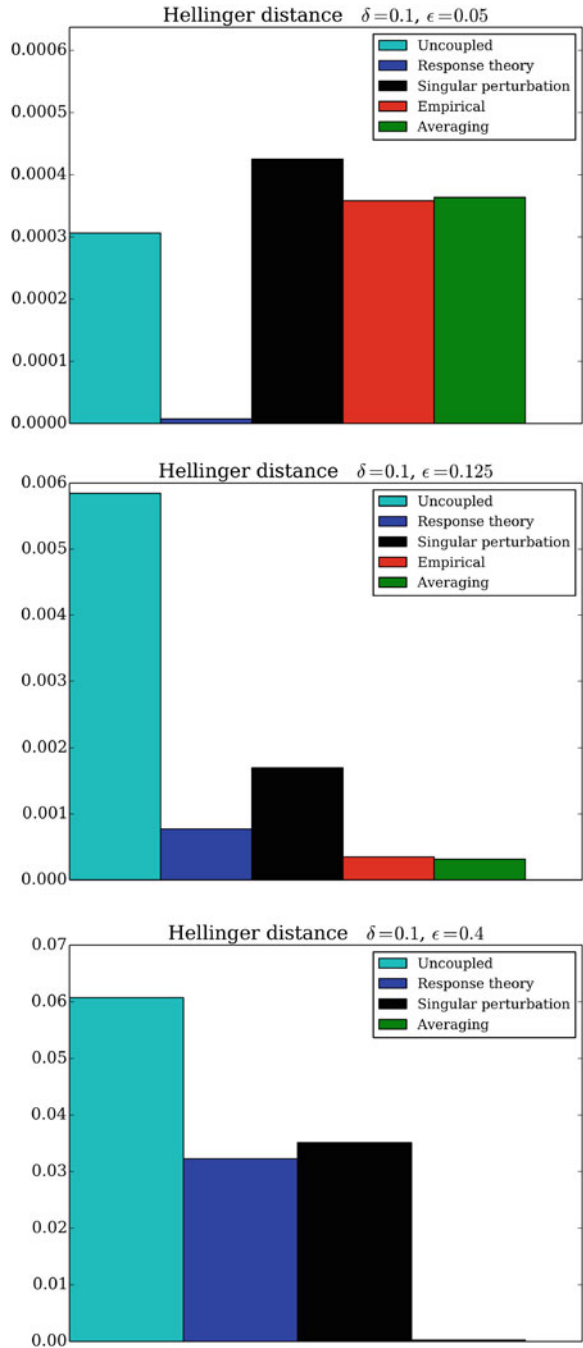 Hellinger distance δ=0.1, ϵ=0.05
0.0006
0.0005
0.0004
0.0003
0.0002
0.0001
0.0000
Uncoupled
Response theory
Singular perturbation
Empirical
Averaging
Hellinger distance δ=0.1, ϵ=0.125
0.006
0.005
0.004
0.003
0.002
0.001
0.000
Uncoupled
Response theory
Singular perturbation
Empirical
Averaging
Hellinger distance δ=0.1, ϵ=0.4
0.07
0.06
0.05
0.04
0.03
0.02
0.01
0.00
Uncoupled
Response theory
Singular perturbation
Averaging